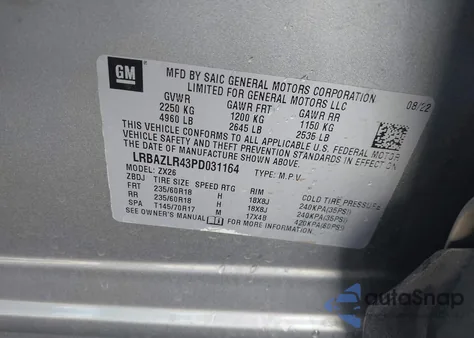 GM
MFD BY SAIC GENERAL MOTORS CORPORATION
LIMITED FOR GENERAL MOTORS LLC
08/22
GVWR GAWR FRT GAWR RR
2250 KG 1200 KG 1150 KG
4960 LB 2645 LB 2536 LB
THIS VEHICLE CONFORMS TO ALL APPLICABLE U.S. FEDERAL MOTOR
VEHICLE SAFETY AND THEFT PREVENTION STANDARDS IN EFFECT ON
THE DATE OF MANUFACTURE SHOWN ABOVE.
LRBAZLR43PD031164 TYPE: M.P.V.
MODEL: ZX26
ZBDJ TIRE SIZE SPEED RTG RIM COLD TIRE PRESSURE
FRT 235/60R18 H 18X8J 240KPA(35PSI)
RR 235/60R18 H 18X8J 240KPA(35PSI)
SPA T145/70R17 M 17X4B 420KPA(60PSI)
SEE OWNER'S MANUAL
autoSnap